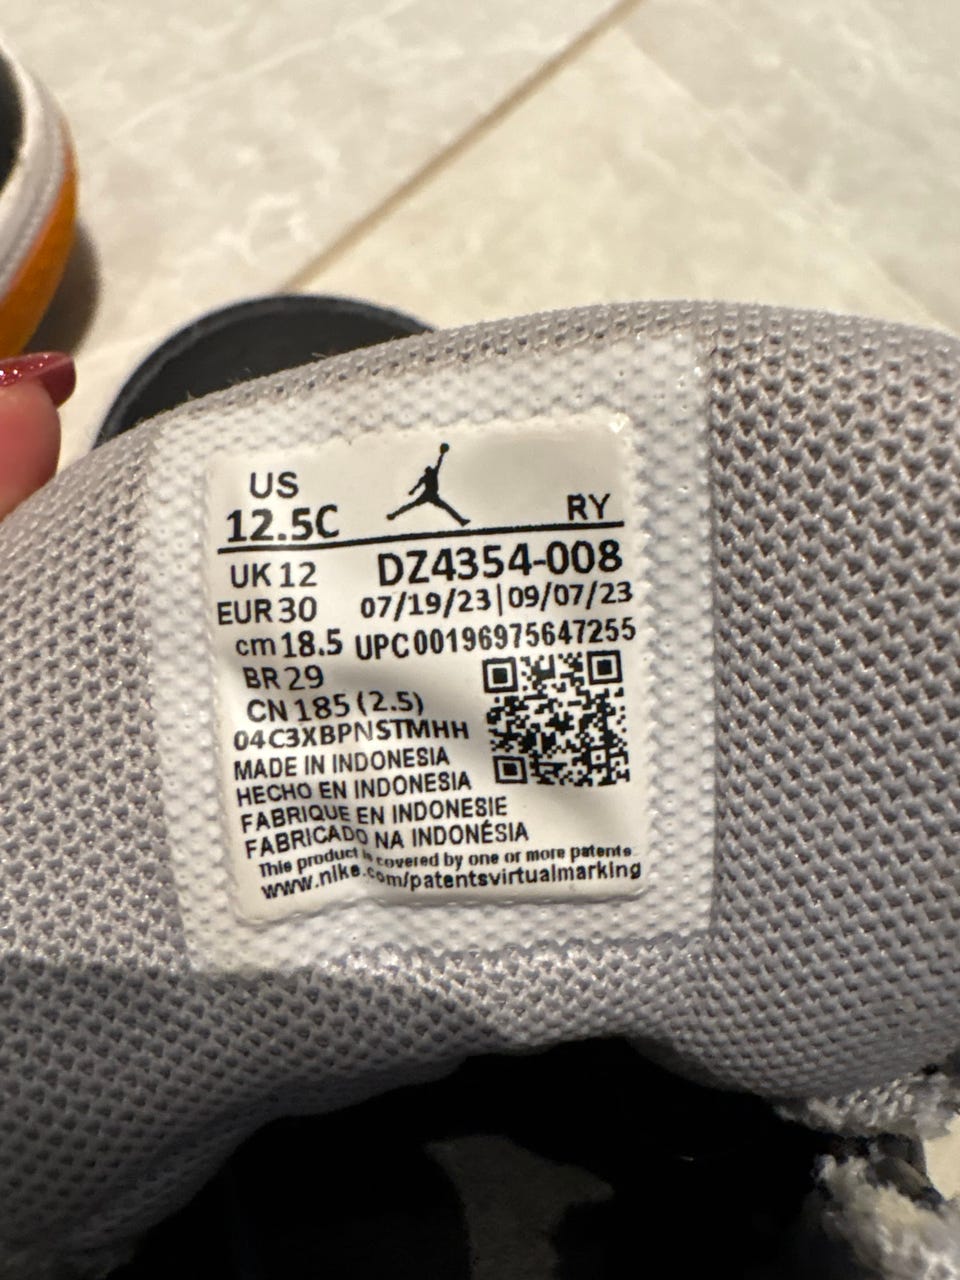 US
12.5C
RY
UK 12
DZ4354-008
EUR 30
07/19/23|09/07/23
cm 18.5
UPC 00196975647255
BR 29
CN 185 (2.5)
04C3XBPNSTMHH
MADE IN INDONESIA
HECHO EN INDONESIA
FABRIQUE EN INDONESIE
FABRICADO NA INDONÉSIA
This product is covered by one or more patents
www.nike.com/patentsvirtualmarking